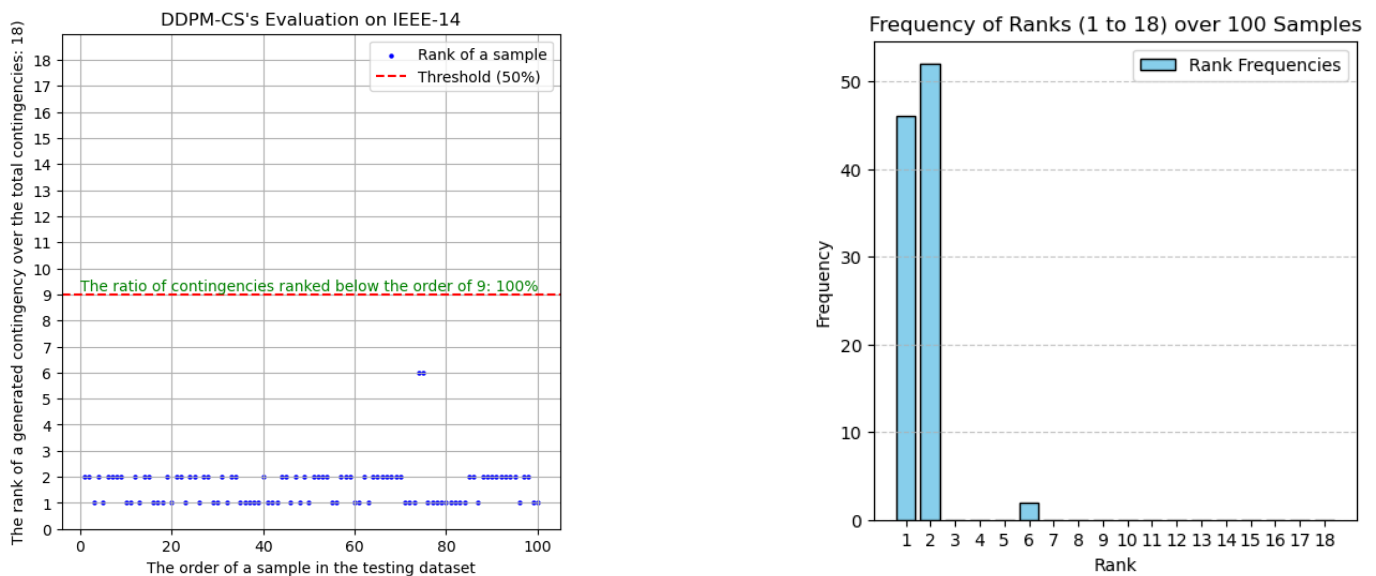 DDPM-CS's Evaluation on IEEE-14
The rank of a generated contingency over the total contingencies: 18)
18
17
16
15
14
13
12
11
10
9
8
7
6
5
4
3
2
1
0
Rank of a sample
Threshold (50%)
The ratio of contingencies ranked below the order of 9: 100%
0 20 40 60 80 100
The order of a sample in the testing dataset
Frequency of Ranks (1 to 18) over 100 Samples
Frequency
50
40
30
20
10
0
Rank Frequencies
1 2 3 4 5 6 7 8 9 10 11 12 13 14 15 16 17 18
Rank